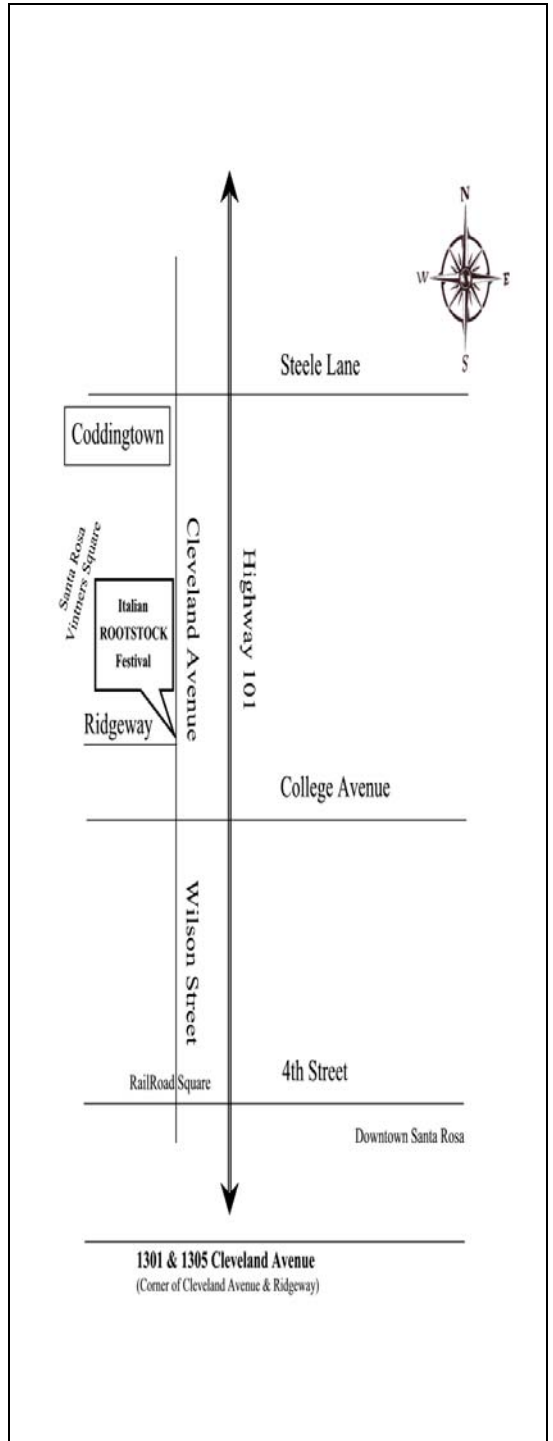 N
W
E
S
Steele Lane
Coddingtown
Santa Rosa
Vintners Square
Cleveland Avenue
Highway 101
Italian
ROOTSTOCK
Festival
Ridgeway
College Avenue
Wilson Street
4th Street
RailRoad Square
Downtown Santa Rosa
1301 & 1305 Cleveland Avenue
(Corner of Cleveland Avenue & Ridgeway)